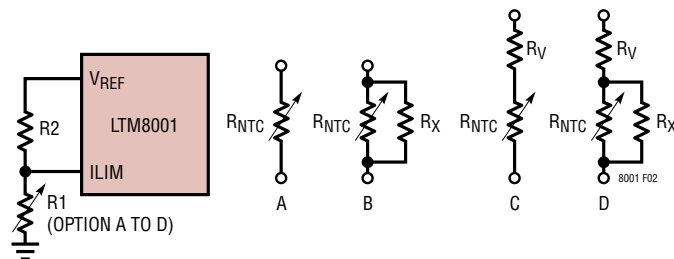 VREF
LTM8001
R2
ILIM
R1
(OPTION A TO D)
RNTC
A
RNTC
RX
B
RV
RNTC
C
RV
RNTC
RX
8001 F02
D